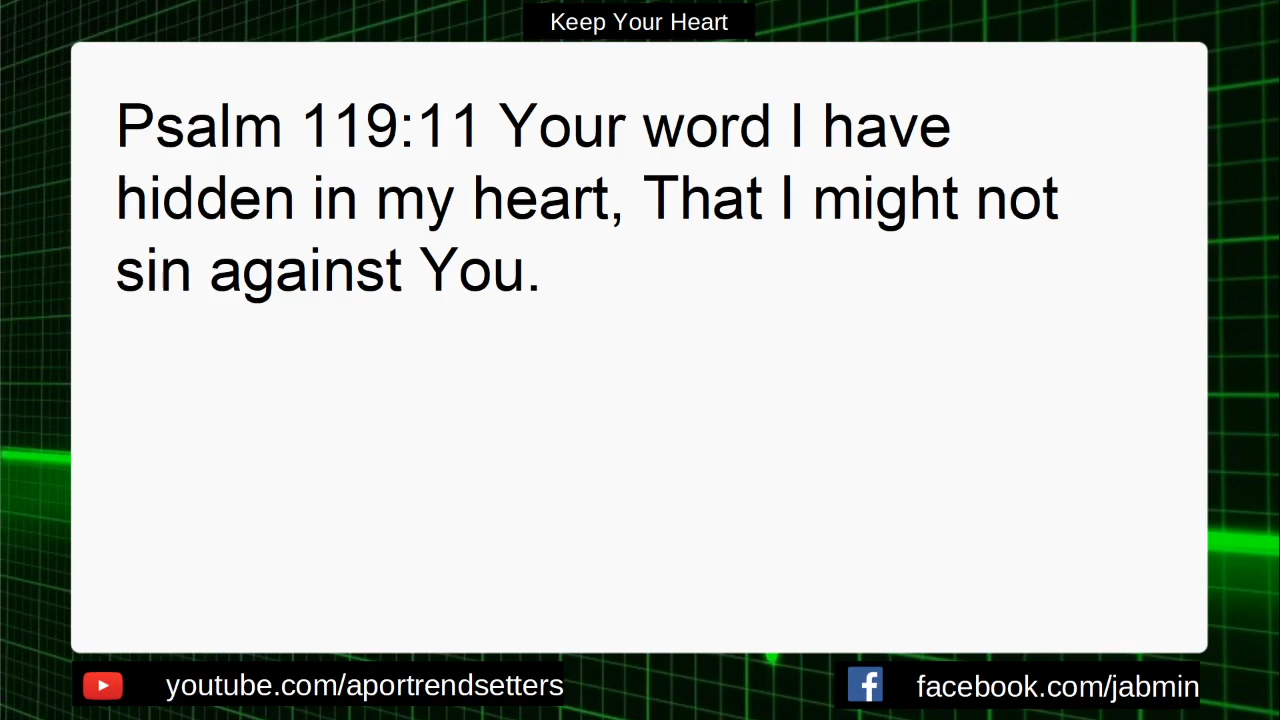 Keep Your Heart
Psalm 119:11 Your word I have
hidden in my heart, That I might not
sin against You.
youtube.com/aportrendsetters
facebook.com/jabmin